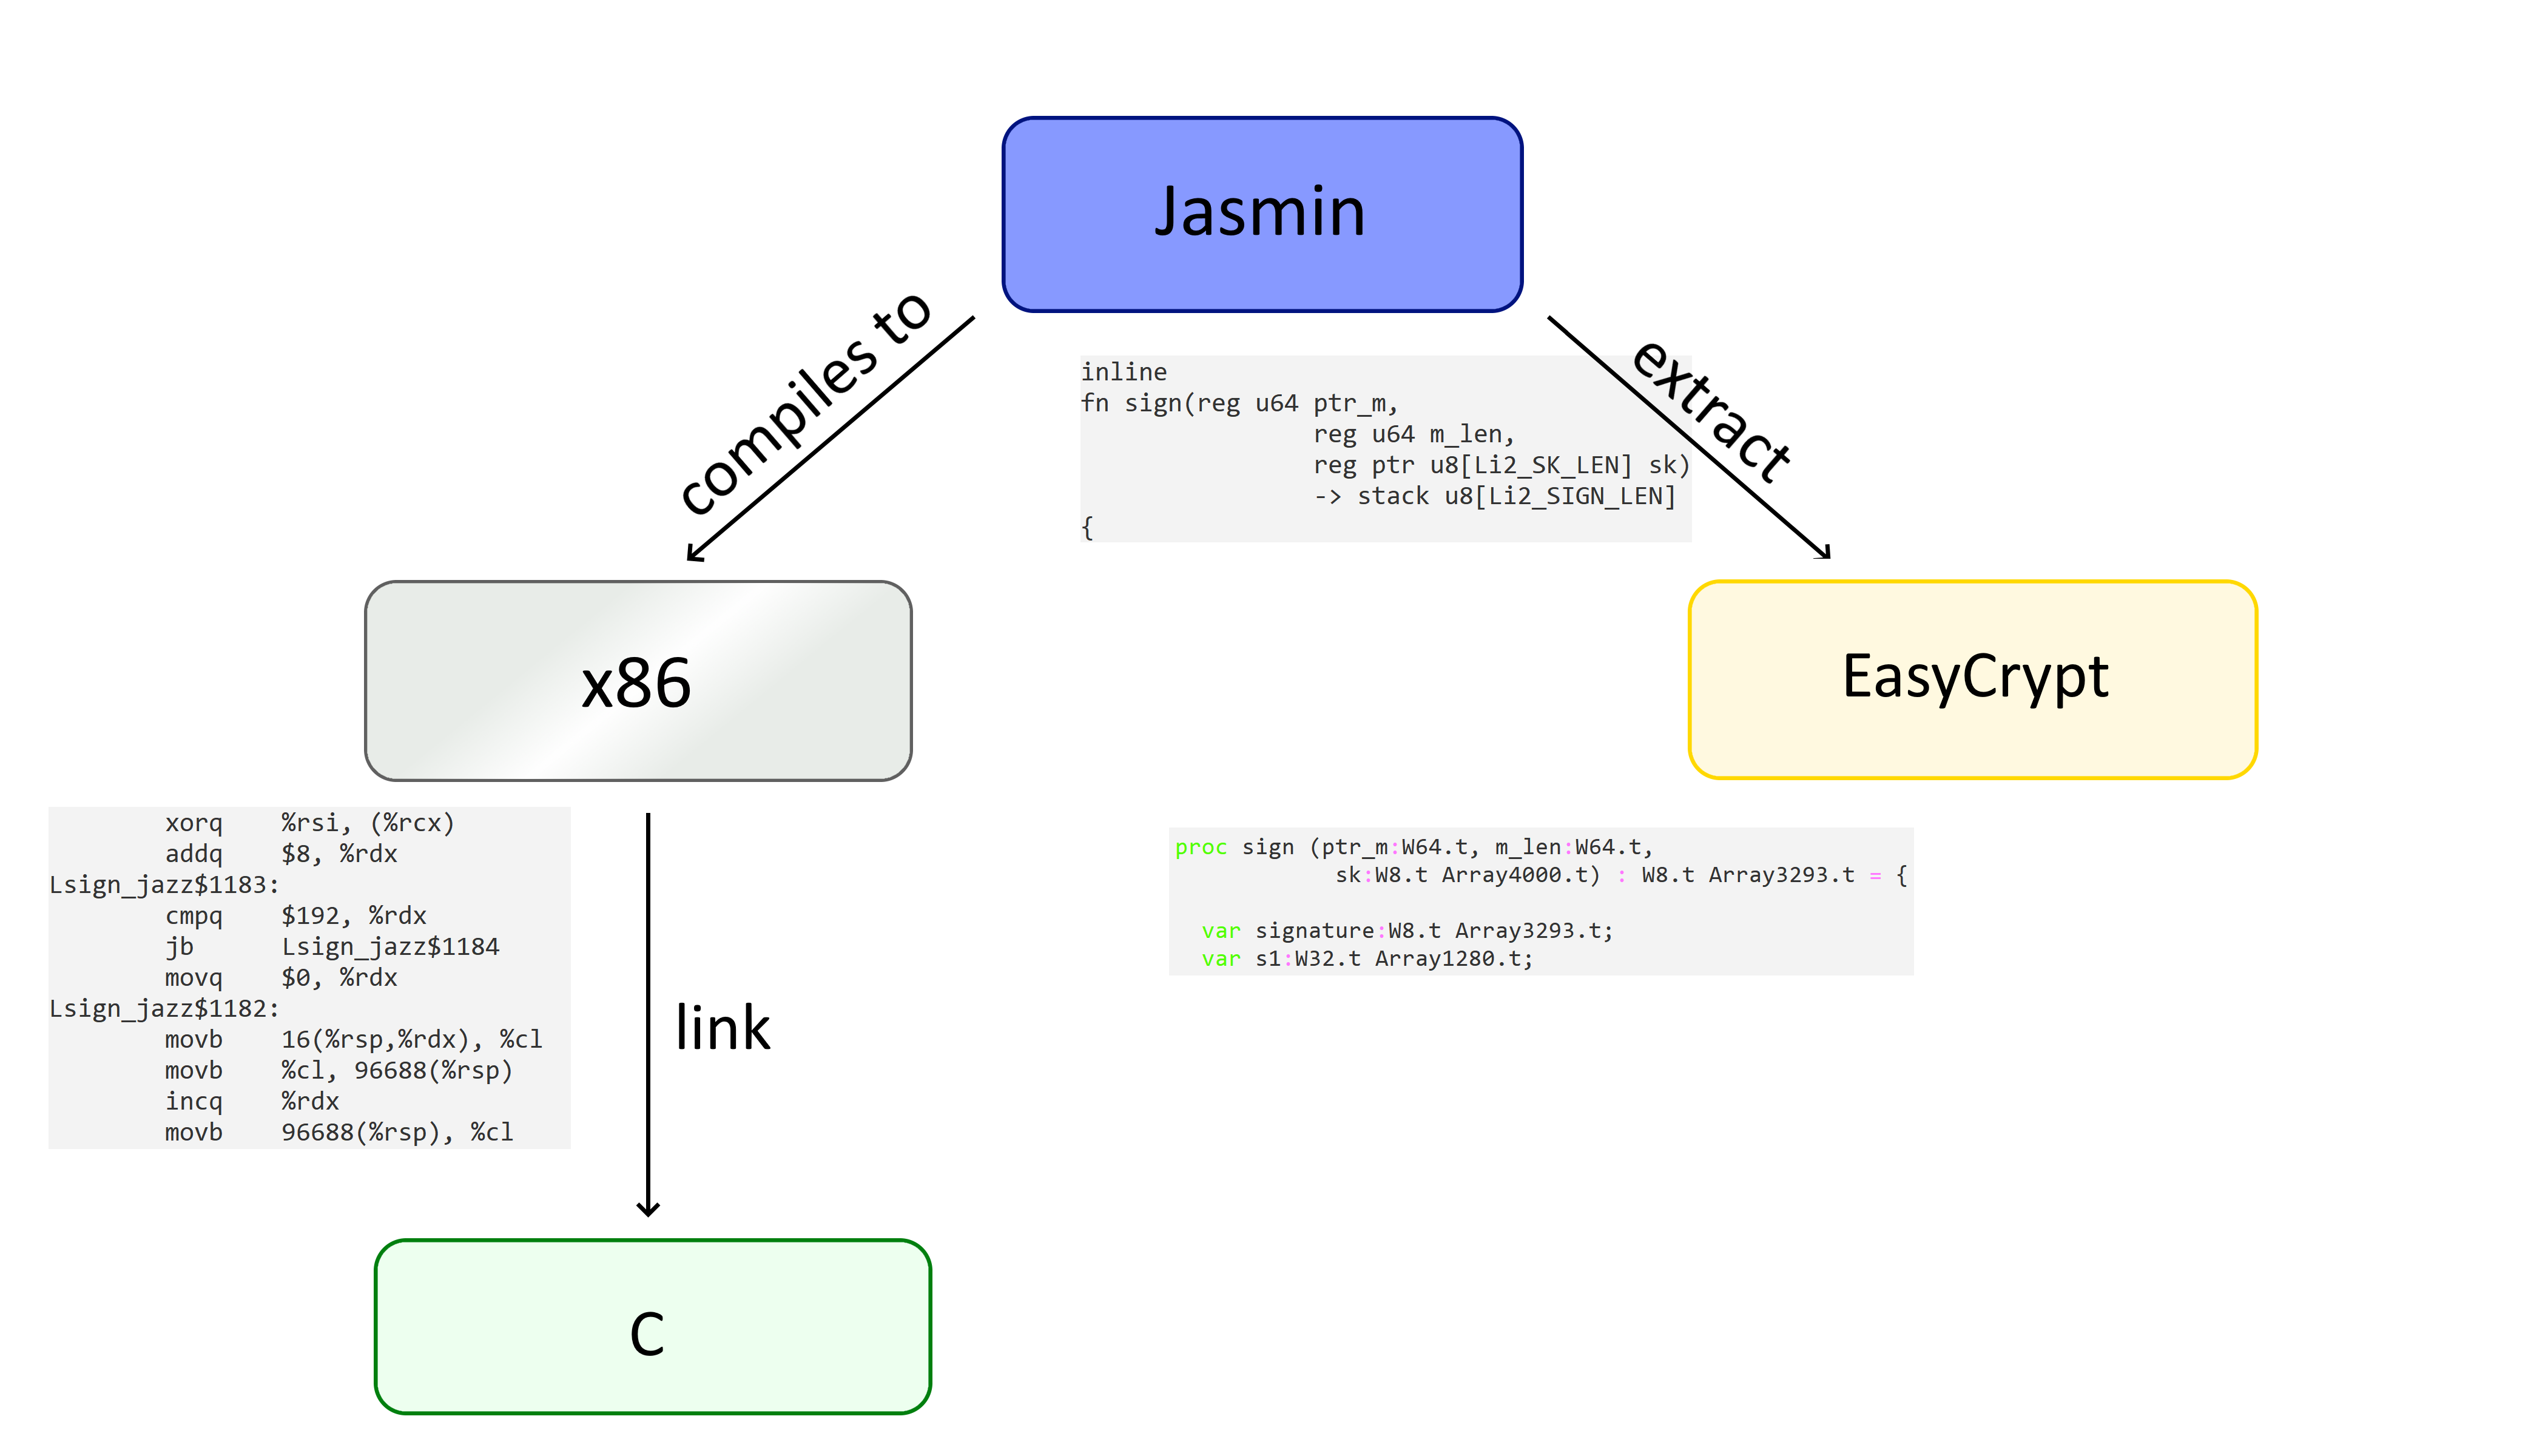 Jasmin
compiles to
extract
inline
fn sign(reg u64 ptr_m,
                reg u64 m_len,
                reg ptr u8[Li2_SK_LEN] sk)
                -> stack u8[Li2_SIGN_LEN]
{
x86
EasyCrypt
        xorq    %rsi, (%rcx)
        addq    $8, %rdx
Lsign_jazz$1183:
        cmpq    $192, %rdx
        jb      Lsign_jazz$1184
        movq    $0, %rdx
Lsign_jazz$1182:
        movb    16(%rsp,%rdx), %cl
        movb    %cl, 96688(%rsp)
        incq    %rdx
        movb    96688(%rsp), %cl
link
proc sign (ptr_m:W64.t, m_len:W64.t,
            sk:W8.t Array4000.t) : W8.t Array3293.t = {
  var signature:W8.t Array3293.t;
  var s1:W32.t Array1280.t;
C